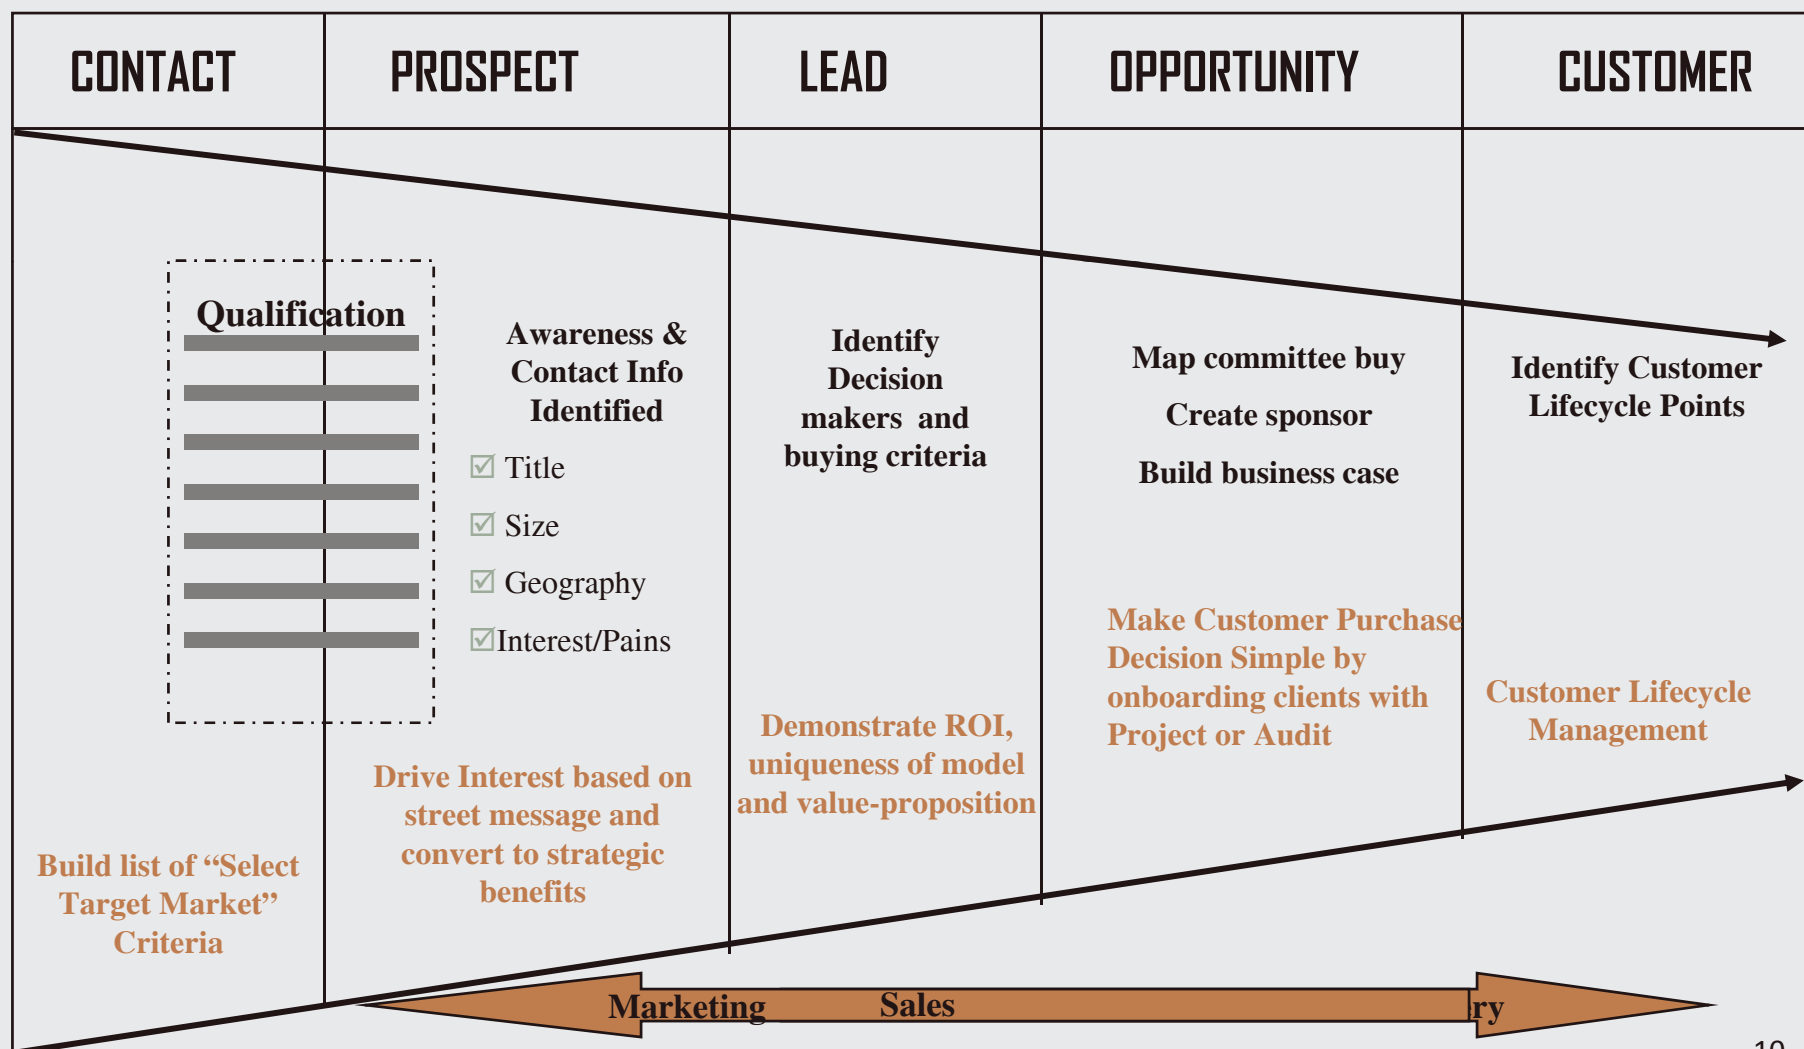 CONTACT
PROSPECT
LEAD
OPPORTUNITY
CUSTOMER
Qualification
Awareness &
Contact Info
Identified
Title
Size
Geography
Interest/Pains
Identify
Decision
makers and
buying criteria
Map committee buy
Create sponsor
Build business case
Identify Customer
Lifecycle Points
Build list of “Select
Target Market”
Criteria
Drive Interest based on
street message and
convert to strategic
benefits
Demonstrate ROI,
uniqueness of model
and value-proposition
Make Customer Purchase
Decision Simple by
onboarding clients with
Project or Audit
Customer Lifecycle
Management
Marketing
Sales